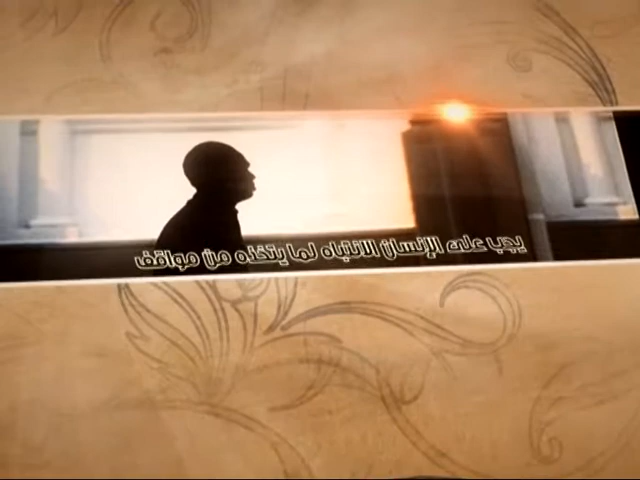 يجب على الإنسان الانتباه لما يتخذه من مواقف